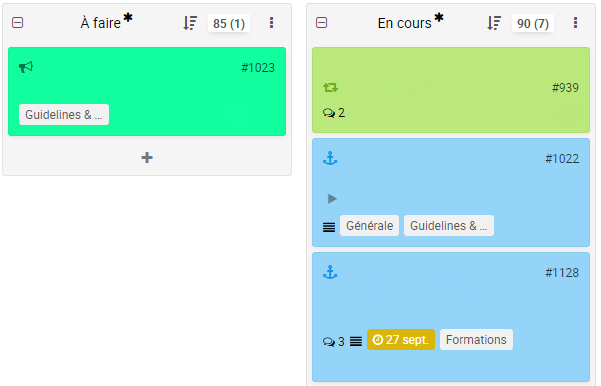 À faire * 85 (1)
#1023
Guidelines & ...
+
En cours * 90 (7)
#939
2
#1022
Générale Guidelines & ...
#1128
3 27 sept. Formations